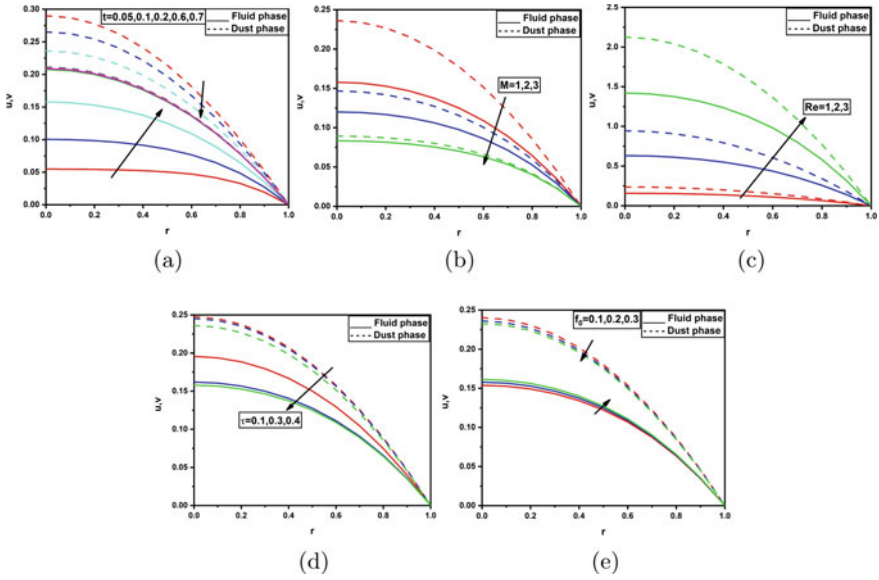 t=0.05,0.1,0.2,0.6,0.7
Fluid phase
Dust phase
0.30
0.25
0.20
0.15
0.10
0.05
0.00
u,v
0.0 0.2 0.4 0.6 0.8 1.0
r
(a)
Fluid phase
Dust phase
M=1,2,3
0.25
0.20
0.15
0.10
0.05
0.00
u,v
0.0 0.2 0.4 0.6 0.8 1.0
r
(b)
Fluid phase
Dust phase
Re=1,2,3
2.5
2.0
1.5
1.0
0.5
0.0
u,v
0.0 0.2 0.4 0.6 0.8 1.0
r
(c)
Fluid phase
Dust phase
τ=0.1,0.3,0.4
0.25
0.20
0.15
0.10
0.05
0.00
u,v
0.0 0.2 0.4 0.6 0.8 1.0
r
(d)
f₀=0.1,0.2,0.3
Fluid phase
Dust phase
0.25
0.20
0.15
0.10
0.05
0.00
u,v
0.0 0.2 0.4 0.6 0.8 1.0
r
(e)